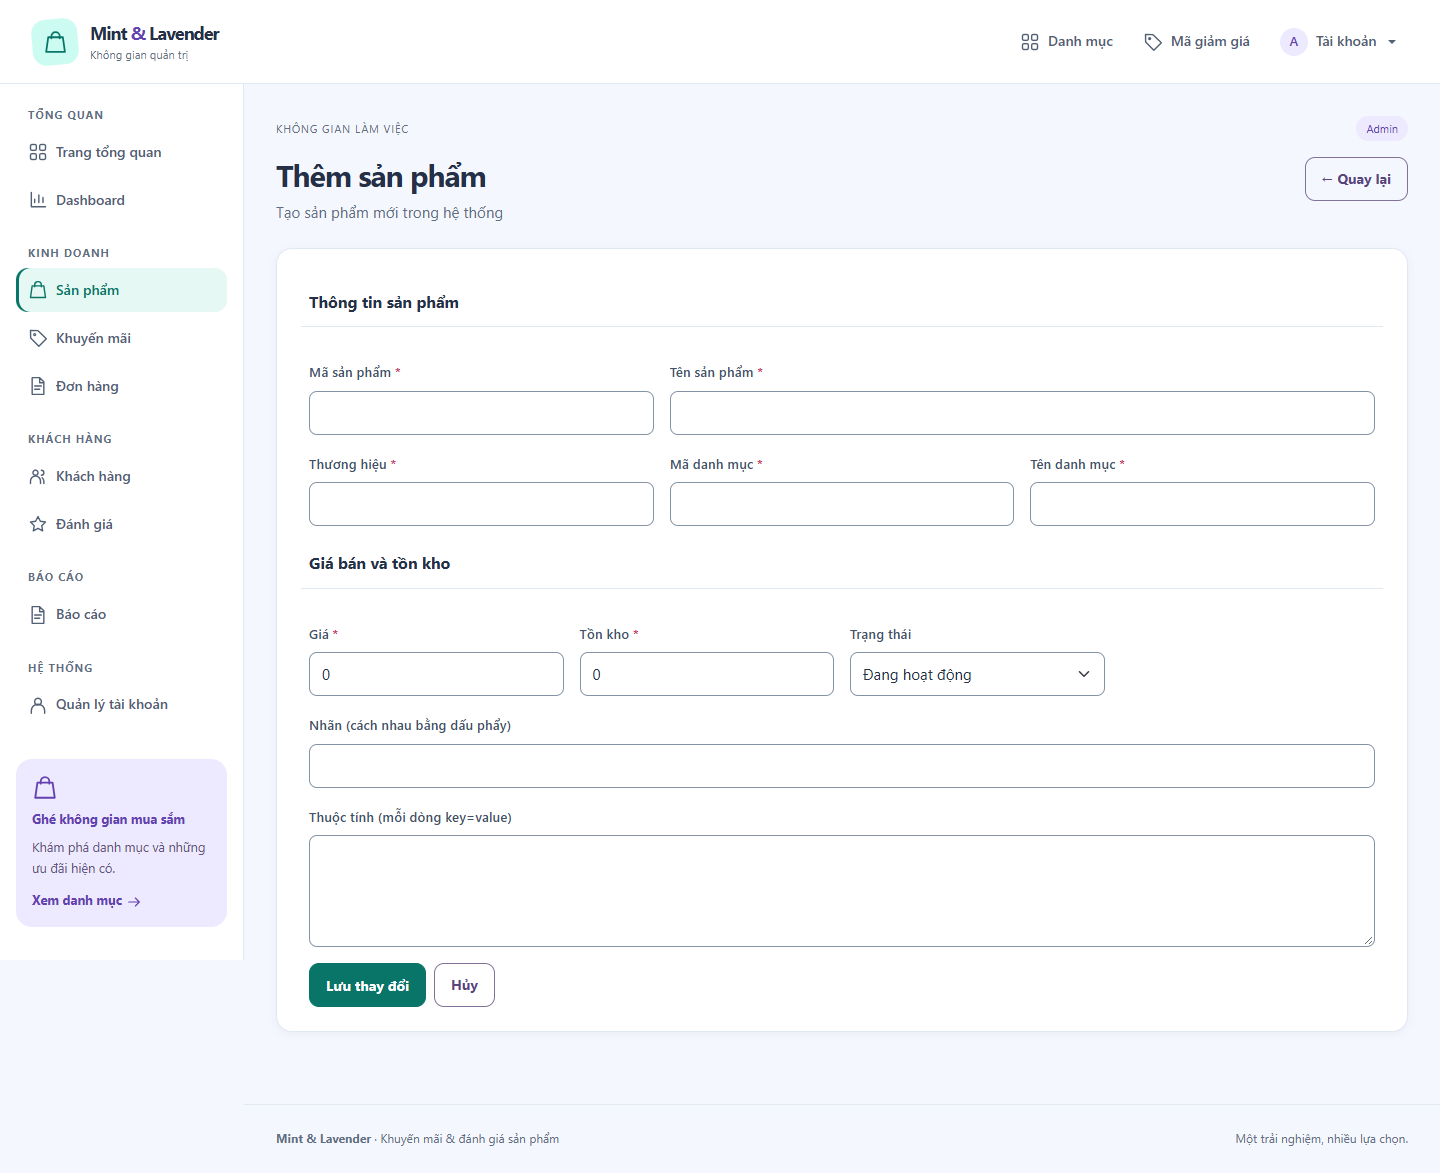 Mint & Lavender
Không gian quản trị
Danh mục
Mã giảm giá
A
Tài khoản
TỔNG QUAN
Trang tổng quan
Dashboard
KINH DOANH
Sản phẩm
Khuyến mãi
Đơn hàng
KHÁCH HÀNG
Khách hàng
Đánh giá
BÁO CÁO
Báo cáo
HỆ THỐNG
Quản lý tài khoản
Ghé không gian mua sắm
Khám phá danh mục và những
ưu đãi hiện có.
Xem danh mục →
KHÔNG GIAN LÀM VIỆC
Admin
Thêm sản phẩm
← Quay lại
Tạo sản phẩm mới trong hệ thống
Thông tin sản phẩm
Mã sản phẩm *
Tên sản phẩm *
Thương hiệu *
Mã danh mục *
Tên danh mục *
Giá bán và tồn kho
Giá *
Tồn kho *
Trạng thái
0
0
Đang hoạt động
Nhãn (cách nhau bằng dấu phẩy)
Thuộc tính (mỗi dòng key=value)
Lưu thay đổi
Hủy
Mint & Lavender · Khuyến mãi & đánh giá sản phẩm
Một trải nghiệm, nhiều lựa chọn.